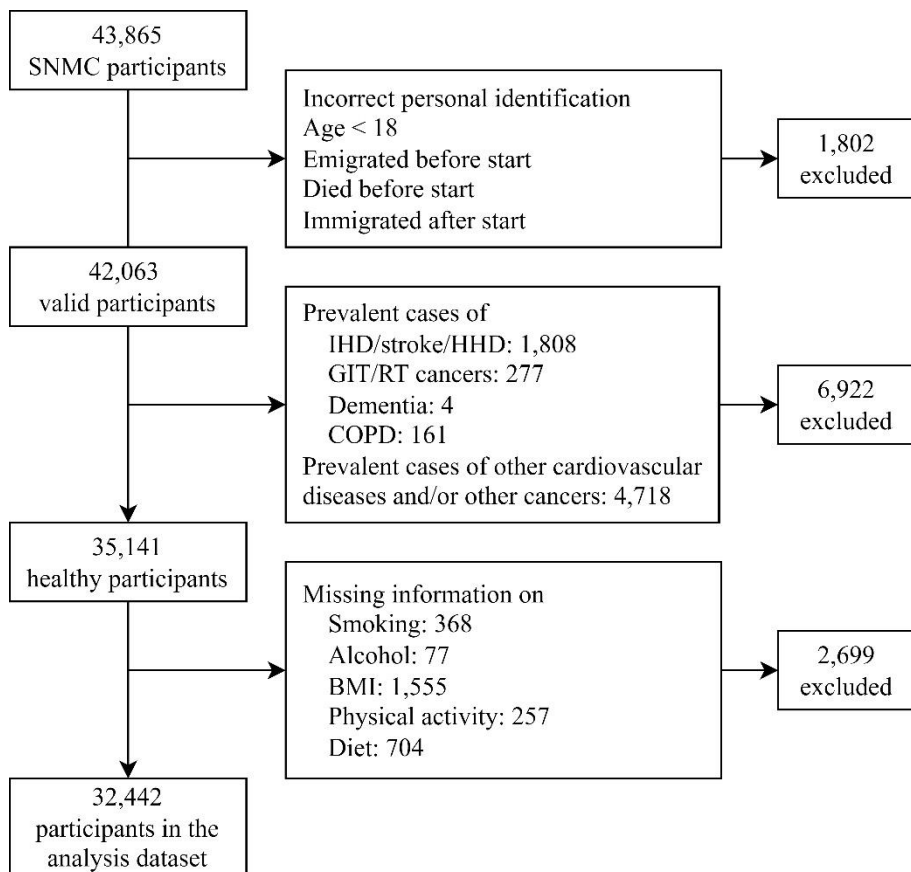 43,865
SNMC participants
Incorrect personal identification
Age < 18
Emigrated before start
Died before start
Immigrated after start
1,802
excluded
42,063
valid participants
Prevalent cases of
IHD/stroke/HHD: 1,808
GIT/RT cancers: 277
Dementia: 4
COPD: 161
Prevalent cases of other cardiovascular
diseases and/or other cancers: 4,718
6,922
excluded
35,141
healthy participants
Missing information on
Smoking: 368
Alcohol: 77
BMI: 1,555
Physical activity: 257
Diet: 704
2,699
excluded
32,442
participants in the
analysis dataset